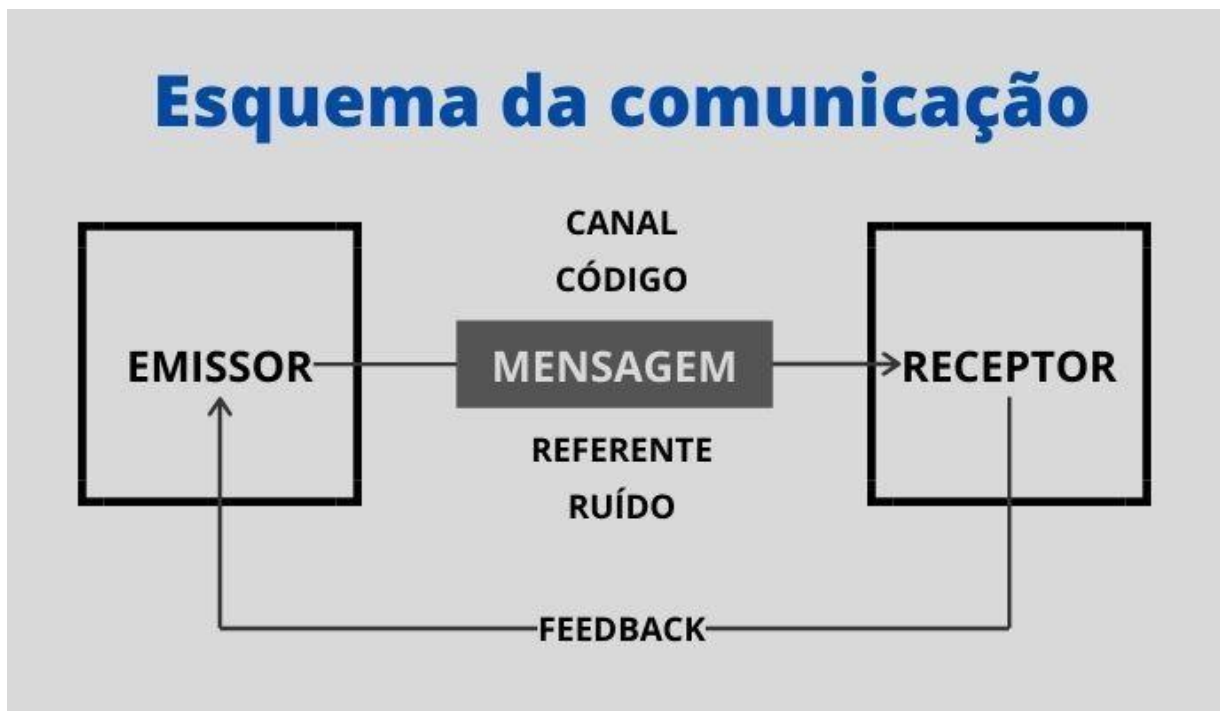 Esquema da comunicação
CANAL
CÓDIGO
EMISSOR MENSAGEM RECEPTOR
REFERENTE
RUÍDO
FEEDBACK